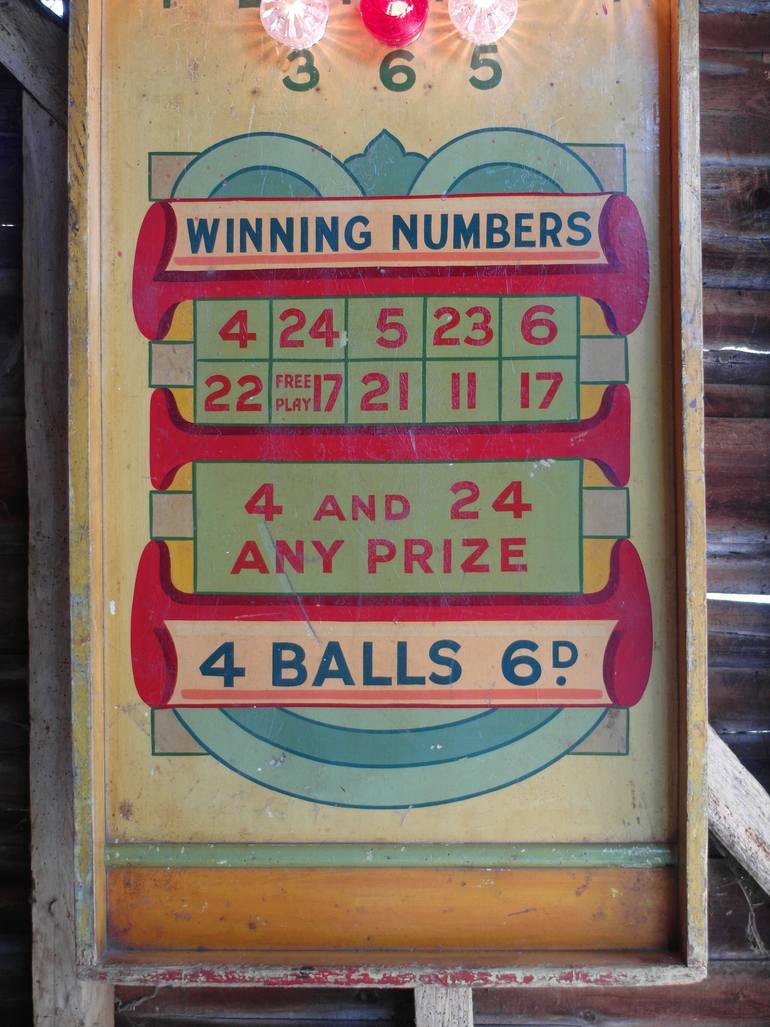 3 6 5
WINNING NUMBERS
4 24 5 23 6
22 FREE PLAY 17 21 11 17
4 AND 24
ANY PRIZE
4 BALLS 6D.